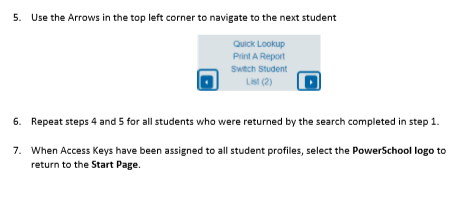 5. Use the Arrows in the top left corner to navigate to the next student
Quick Lookup
Print A Report
Switch Student
List (2)
6. Repeat steps 4 and 5 for all students who were returned by the search completed in step 1.
7. When Access Keys have been assigned to all student profiles, select the PowerSchool logo to
return to the Start Page.